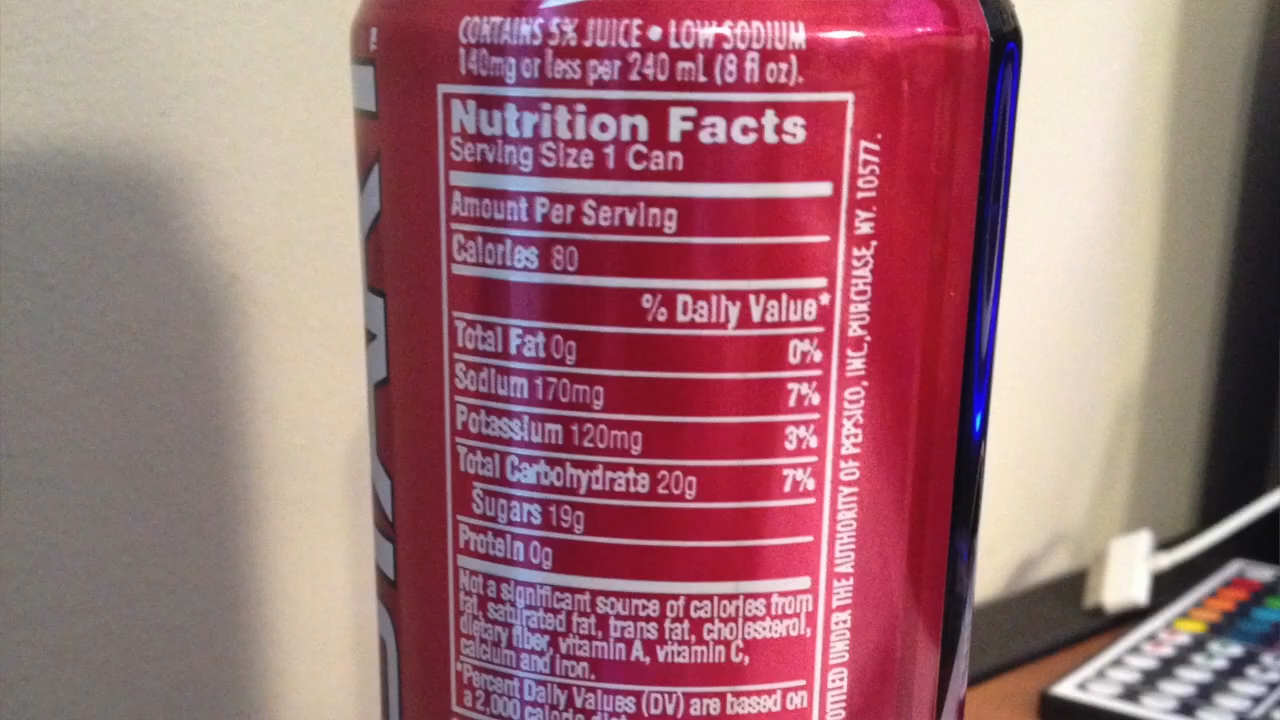 CONTAINS 5% JUICE • LOW SODIUM
140mg or less per 240 mL (8 fl oz).
Nutrition Facts
Serving Size 1 Can
Amount Per Serving
Calories 80
% Daily Value*
Total Fat 0g 0%
Sodium 170mg 7%
Potassium 120mg 3%
Total Carbohydrate 20g 7%
Sugars 19g
Protein 0g
Not a significant source of calories from
fat, saturated fat, trans fat, cholesterol,
dietary fiber, vitamin A, vitamin C,
calcium and iron.
*Percent Daily Values (DV) are based on
a 2,000 calorie diet
OTTLED UNDER THE AUTHORITY OF PEPSICO, INC., PURCHASE, NY. 10577.